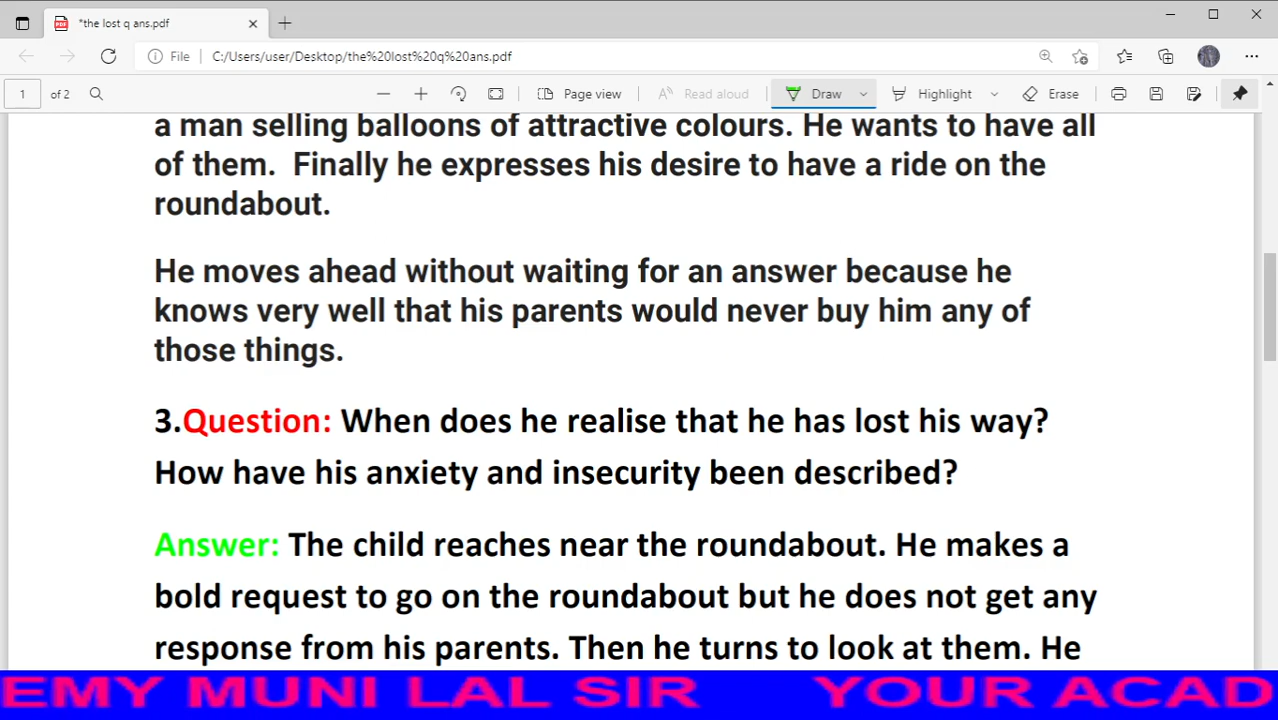 *the lost q ans.pdf
File
C:/Users/user/Desktop/the%20lost%20q%20ans.pdf
1 of 2 Page view Read aloud Draw Highlight Erase
a man selling balloons of attractive colours. He wants to have all
of them. Finally he expresses his desire to have a ride on the
roundabout.
He moves ahead without waiting for an answer because he
knows very well that his parents would never buy him any of
those things.
3.Question: When does he realise that he has lost his way?
How have his anxiety and insecurity been described?
Answer: The child reaches near the roundabout. He makes a
bold request to go on the roundabout but he does not get any
response from his parents. Then he turns to look at them. He
EMY MUNI LAL SIR YOUR ACAD